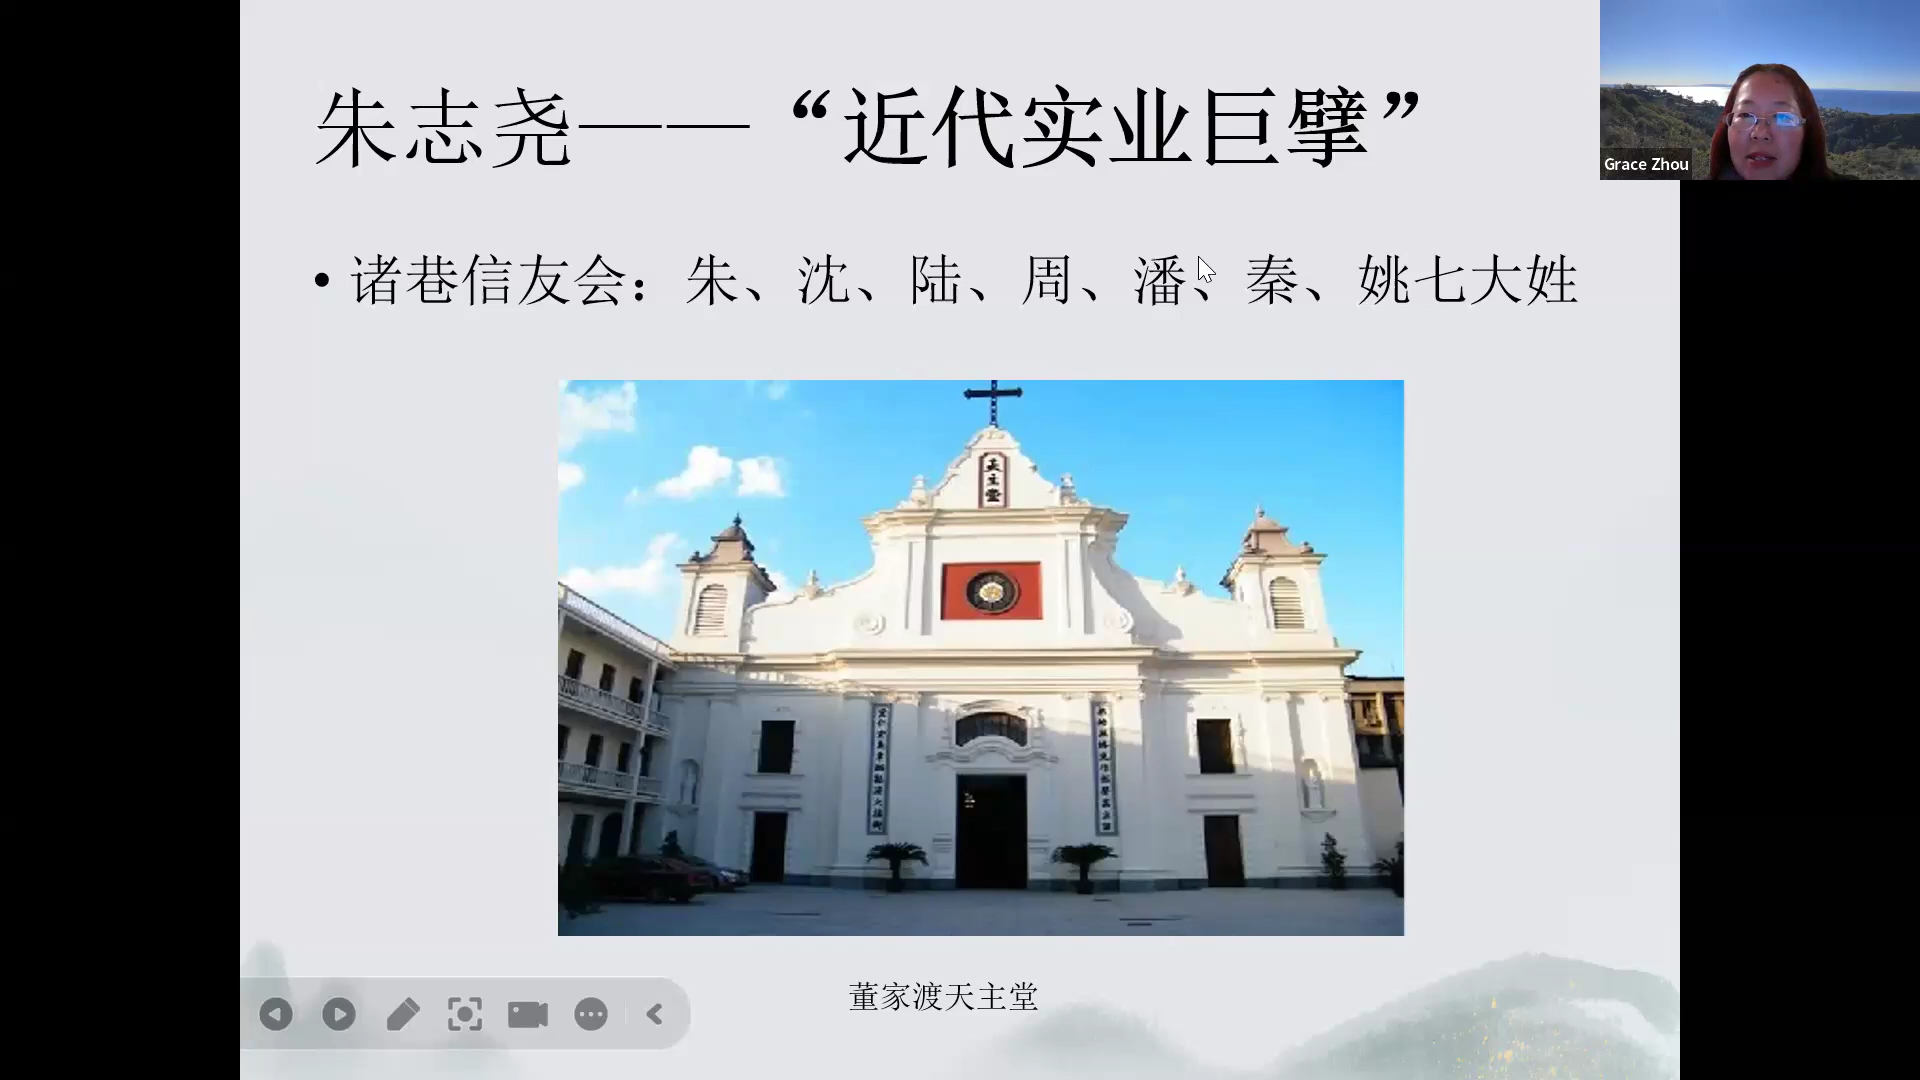 朱志尧——“近代实业巨擘”
Grace Zhou
• 诸巷信友会：朱、沈、陆、周、潘、秦、姚七大姓
天主堂
董家渡天主堂